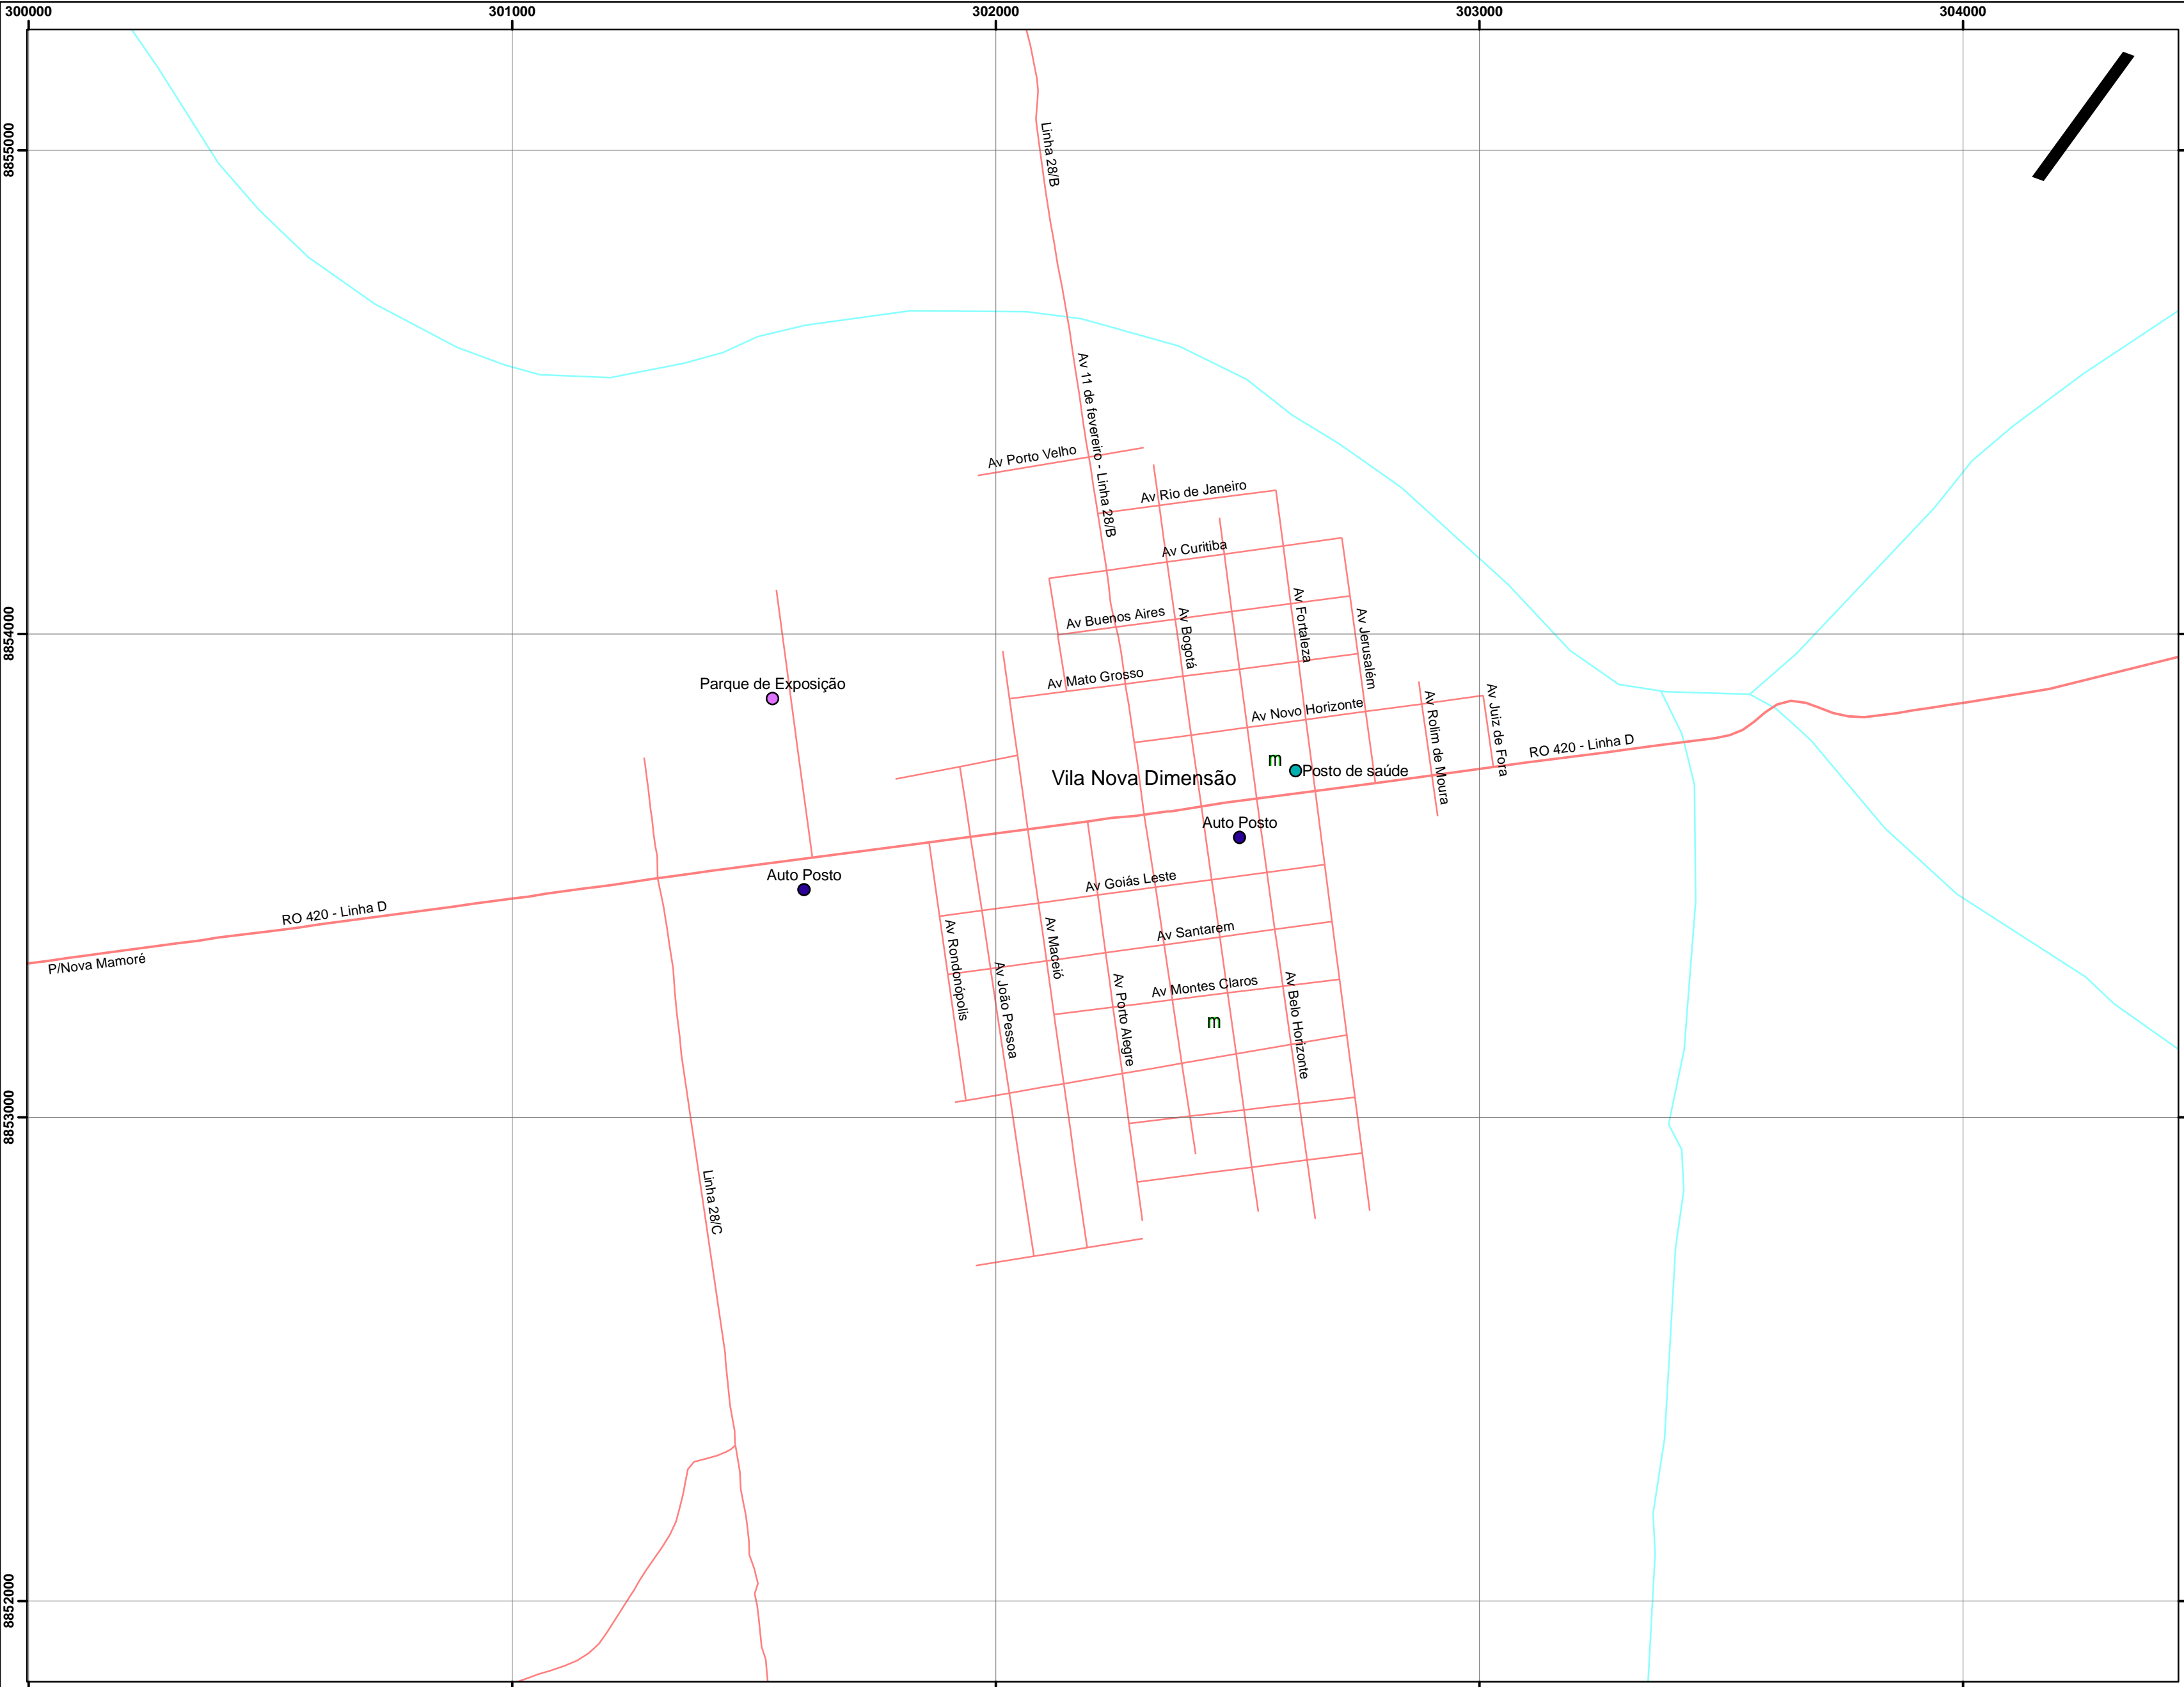 300000
301000
302000
303000
304000
8855000
Linha 28/B
Av 11 de fevereiro - Linha 28/B
Av Porto Velho
Av Rio de Janeiro
Av Curitiba
Av Buenos Aires
Av Bogotá
Av Fortaleza
Av Jerusalém
8854000
Parque de Exposição
Av Mato Grosso
Av Novo Horizonte
Av Rolim de Moura
Av Juiz de Fora
RO 420 - Linha D
m
Posto de saúde
Vila Nova Dimensão
Auto Posto
Auto Posto
Av Goiás Leste
RO 420 - Linha D
P/Nova Mamoré
Av Rondonópolis
Av João Pessoa
Av Maceió
Av Santarem
Av Porto Alegre
Av Montes Claros
Av Belo Horizonte
m
8853000
Linha 28/C
8852000